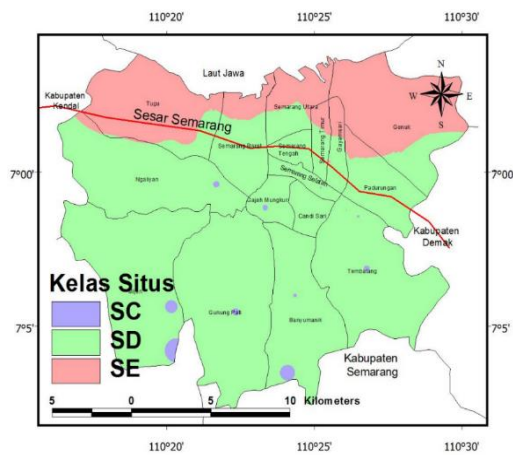 110°20' 110°25' 110°30'
Laut Jawa
Kabupaten
Kendal
N
W E
S
Tugu
Semarang Utara
Genuk
Sesar Semarang
Semarang Barat
Semarang
Tengah
Semarang Timur
Gayamsari
7°00' 7°00'
Ngaliyan
Semarang Selatan
Pedurungan
Gajah Mungkur
Candi Sari
Kabupaten
Demak
Tembalang
Kelas Situs
SC
SD
SE
Gunung Pati
Banyumanik
7°5' 7°5'
Kabupaten
Semarang
5 0 5 10 Kilometers
110°20' 110°25' 110°30'